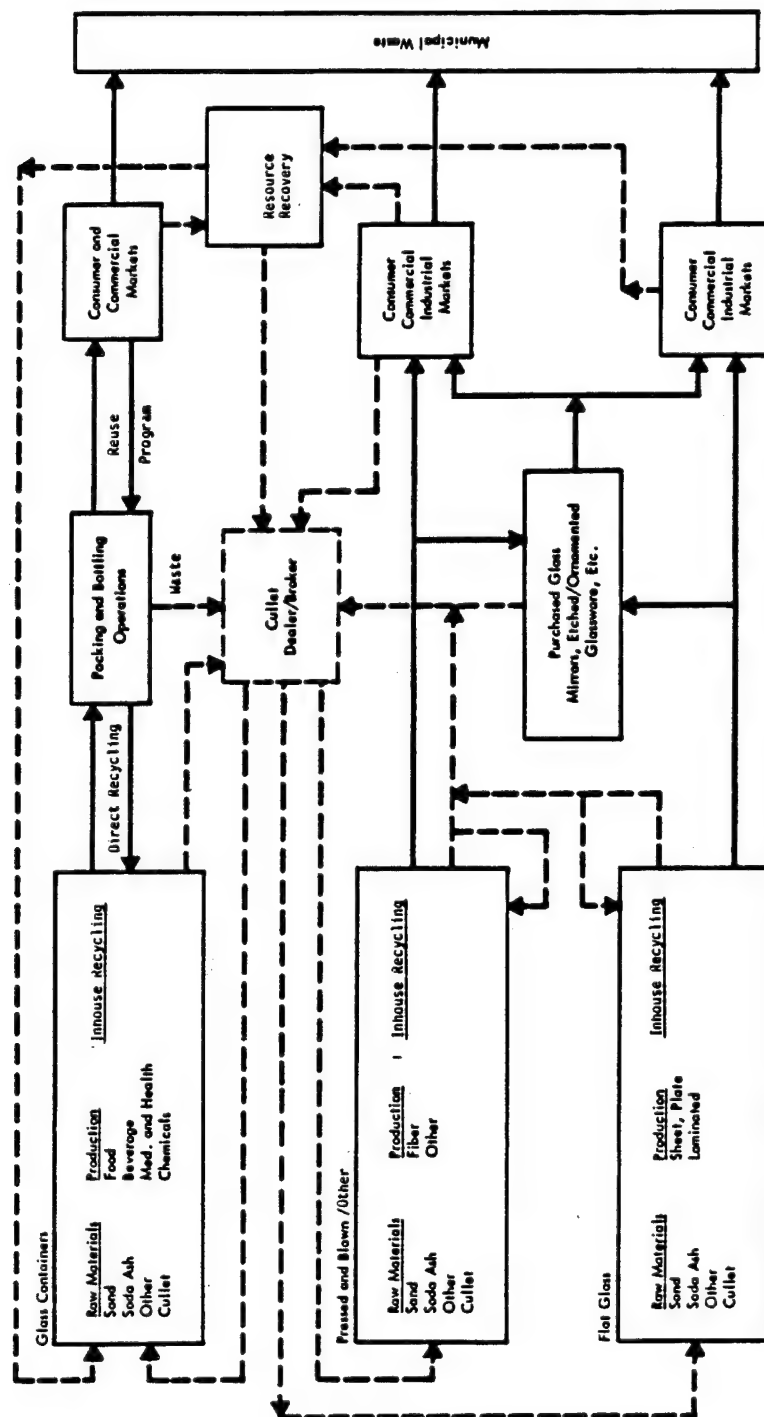 Glass Containers
Raw Materials
Sand
Soda Ash
Other
Cullet
Production
Food
Beverage
Med. and Health
Chemicals
Inhouse Recycling
Direct Recycling
Packing and Bottling
Operations
Waste
Reuse
Program
Consumer and
Commercial
Markets
Resource
Recovery
Municipal Waste
Cullet
Dealer/Broker
Pressed and Blown /Other
Raw Materials
Sand
Soda Ash
Other
Cullet
Production
Fiber
Other
Inhouse Recycling
Consumer
Commercial
Industrial
Markets
Purchased Glass
Mirrors, Etched/Ornamented
Glassware, Etc.
Flat Glass
Raw Materials
Sand
Soda Ash
Other
Cullet
Production
Sheet, Plate
Laminated
Inhouse Recycling
Consumer
Commercial
Industrial
Markets